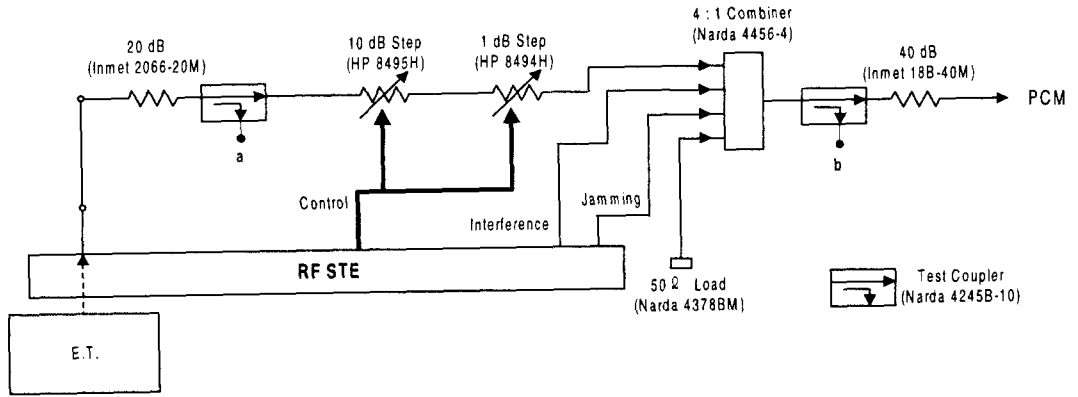 4 : 1 Combiner
(Narda 4456-4)
20 dB
(Inmet 2066-20M)
10 dB Step
(HP 8495H)
1 dB Step
(HP 8494H)
40 dB
(Inmet 18B-40M)
PCM
a
b
Control
Interference
Jamming
RF STE
50 Ω Load
(Narda 4378BM)
Test Coupler
(Narda 4245B-10)
E.T.